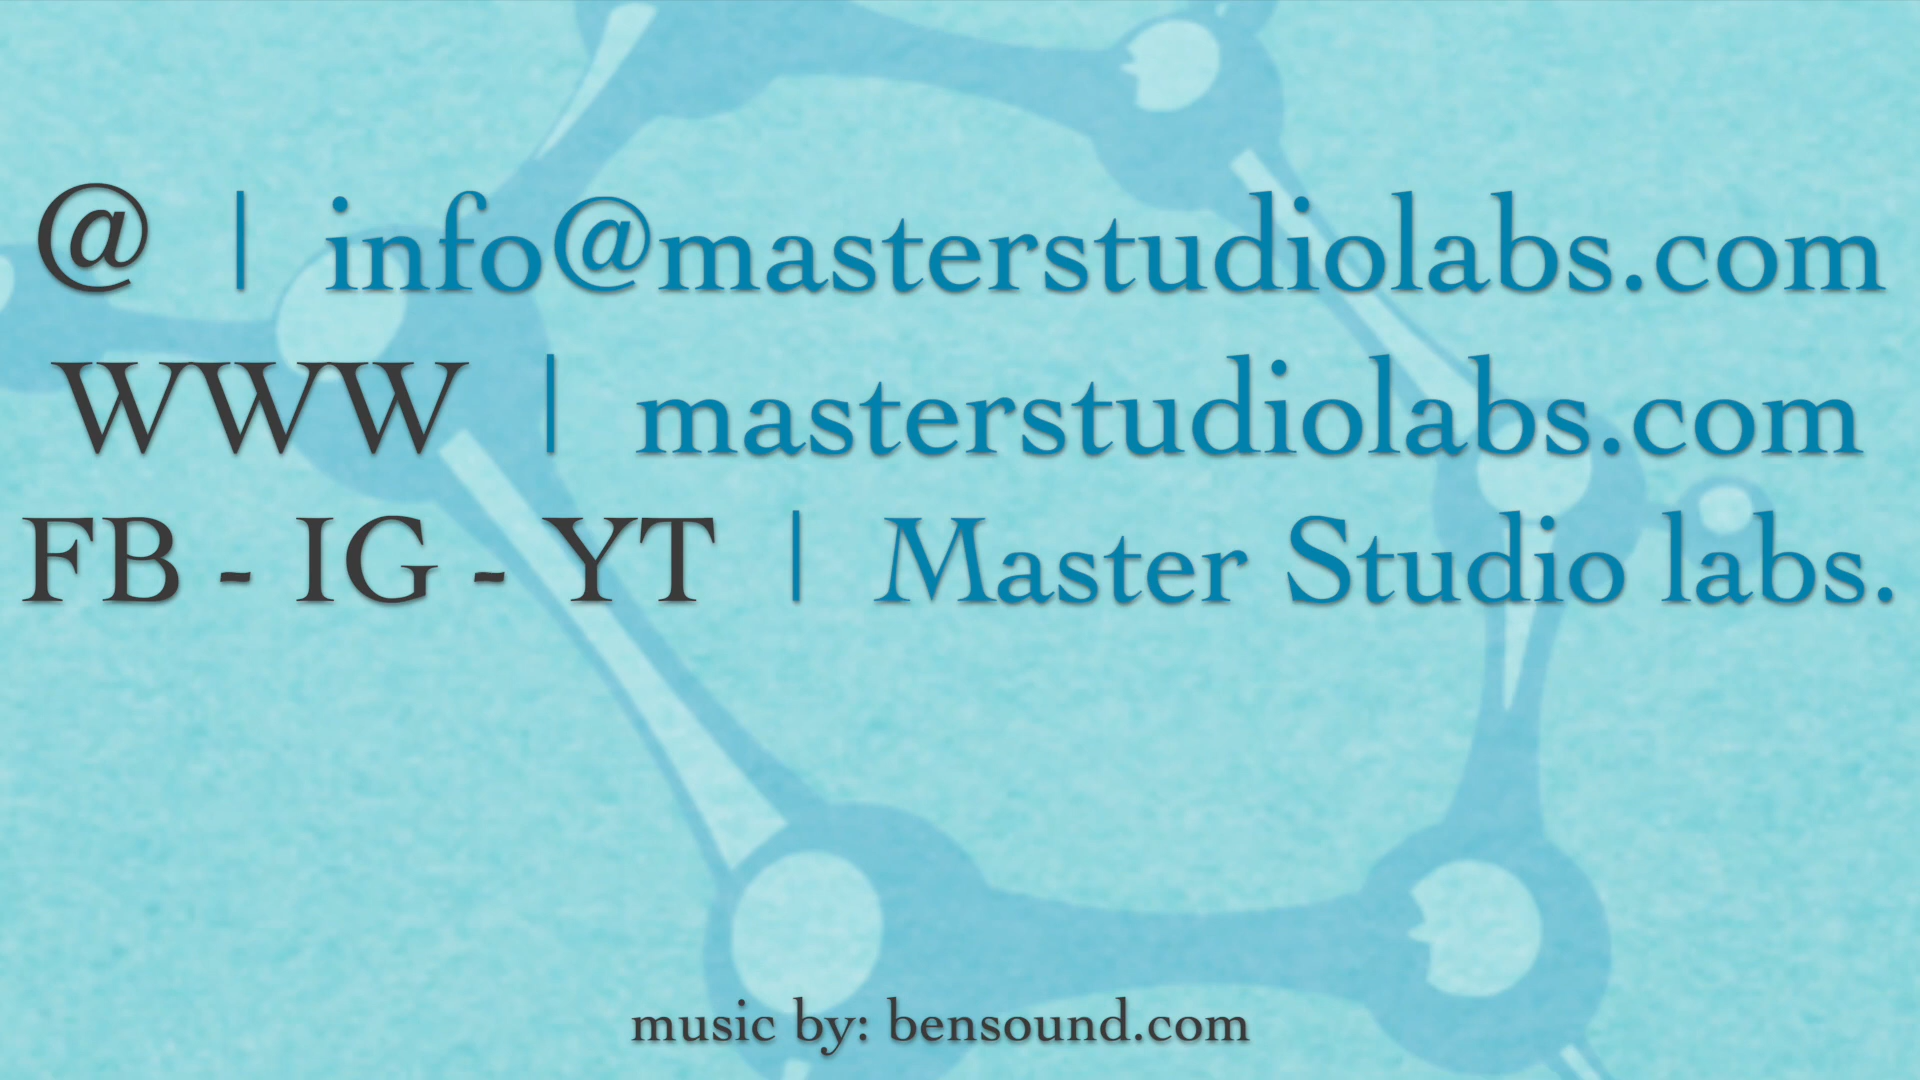 @ | info@masterstudiolabs.com
WWW | masterstudiolabs.com
FB - IG - YT | Master Studio labs.
music by: bensound.com